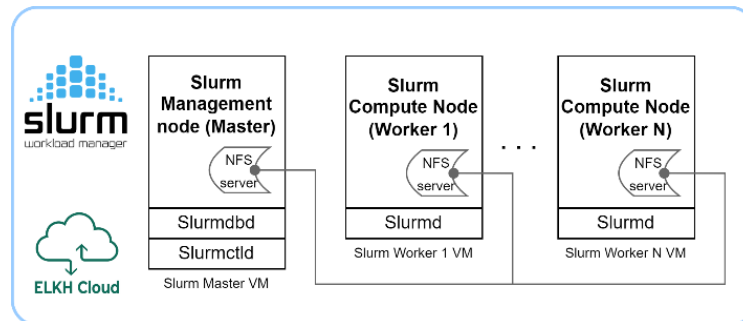 slurm
workload manager
ELKH Cloud
Slurm
Management
node (Master)
NFS
server
Slurmdbd
Slurmctld
Slurm Master VM
Slurm
Compute Node
(Worker 1)
NFS
server
Slurmd
Slurm Worker 1 VM
. . .
Slurm
Compute Node
(Worker N)
NFS
server
Slurmd
Slurm Worker N VM